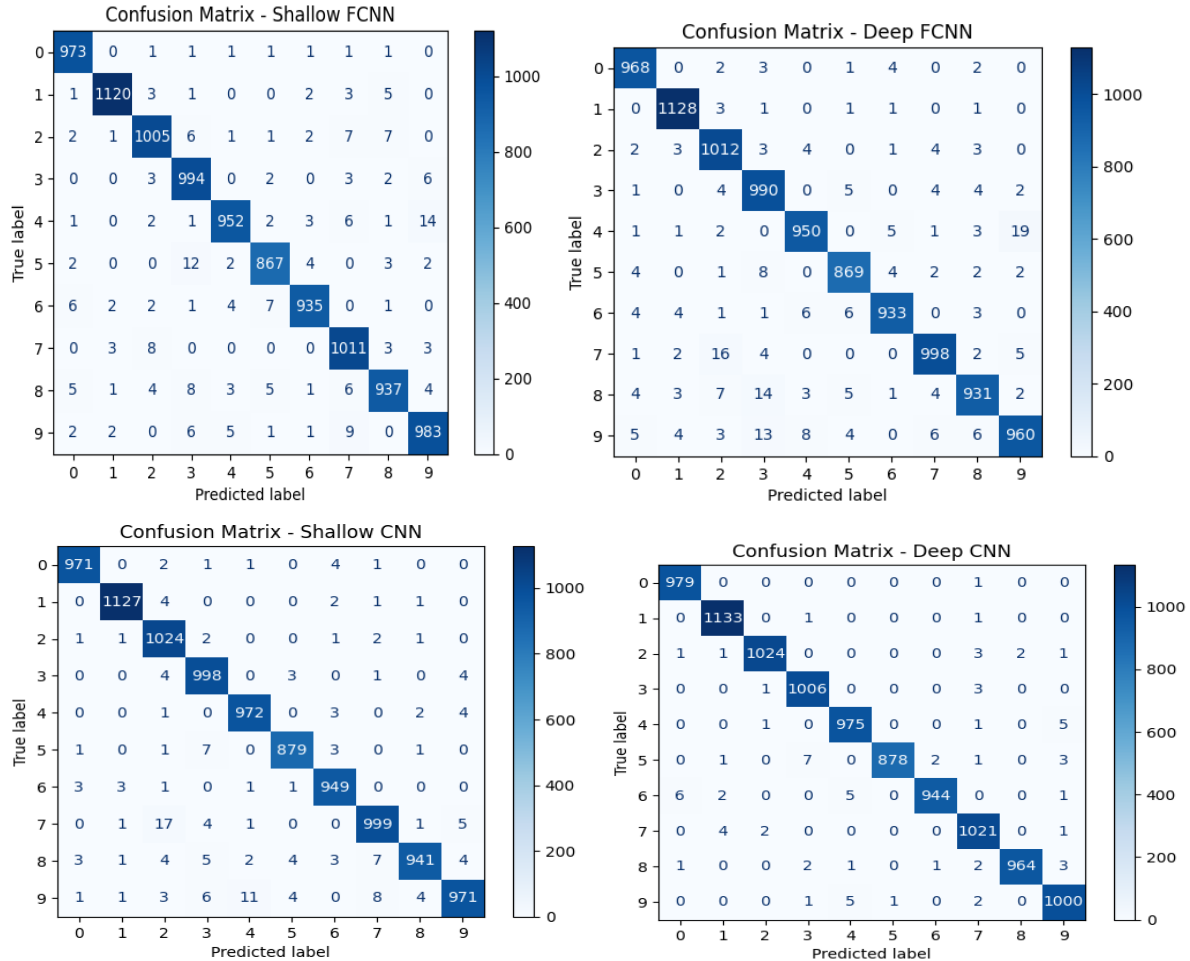 Confusion Matrix - Shallow FCNN
0 973 0 1 1 1 1 1 1 1 0
1 1 1120 3 1 0 0 2 3 5 0
2 2 1 1005 6 1 1 2 7 7 0
3 0 0 3 994 0 2 0 3 2 6
4 1 0 2 1 952 2 3 6 1 14
5 2 0 0 12 2 867 4 0 3 2
6 6 2 2 1 4 7 935 0 1 0
7 0 3 8 0 0 0 0 1011 3 3
8 5 1 4 8 3 5 1 6 937 4
9 2 2 0 6 5 1 1 9 0 983
0 1 2 3 4 5 6 7 8 9
Predicted label
True label
1000
800
600
400
200
0
Confusion Matrix - Deep FCNN
0 968 0 2 3 0 1 4 0 2 0
1 0 1128 3 1 0 1 1 0 1 0
2 2 3 1012 3 4 0 1 4 3 0
3 1 0 4 990 0 5 0 4 4 2
4 1 1 2 0 950 0 5 1 3 19
5 4 0 1 8 0 869 4 2 2 2
6 4 4 1 1 6 6 933 0 3 0
7 1 2 16 4 0 0 0 998 2 5
8 4 3 7 14 3 5 1 4 931 2
9 5 4 3 13 8 4 0 6 6 960
0 1 2 3 4 5 6 7 8 9
Predicted label
True label
1000
800
600
400
200
0
Confusion Matrix - Shallow CNN
0 971 0 2 1 1 0 4 1 0 0
1 0 1127 4 0 0 0 2 1 1 0
2 1 1 1024 2 0 0 1 2 1 0
3 0 0 4 998 0 3 0 1 0 4
4 0 0 1 0 972 0 3 0 2 4
5 1 0 1 7 0 879 3 0 1 0
6 3 3 1 0 1 1 949 0 0 0
7 0 1 17 4 1 0 0 999 1 5
8 3 1 4 5 2 4 3 7 941 4
9 1 1 3 6 11 4 0 8 4 971
0 1 2 3 4 5 6 7 8 9
Predicted label
True label
1000
800
600
400
200
0
Confusion Matrix - Deep CNN
0 979 0 0 0 0 0 0 1 0 0
1 0 1133 0 1 0 0 0 1 0 0
2 1 1 1024 0 0 0 0 3 2 1
3 0 0 1 1006 0 0 0 3 0 0
4 0 0 1 0 975 0 0 1 0 5
5 0 1 0 7 0 878 2 1 0 3
6 6 2 0 0 5 0 944 0 0 1
7 0 4 2 0 0 0 0 1021 0 1
8 1 0 0 2 1 0 1 2 964 3
9 0 0 0 1 5 1 0 2 0 1000
0 1 2 3 4 5 6 7 8 9
Predicted label
True label
1000
800
600
400
200
0